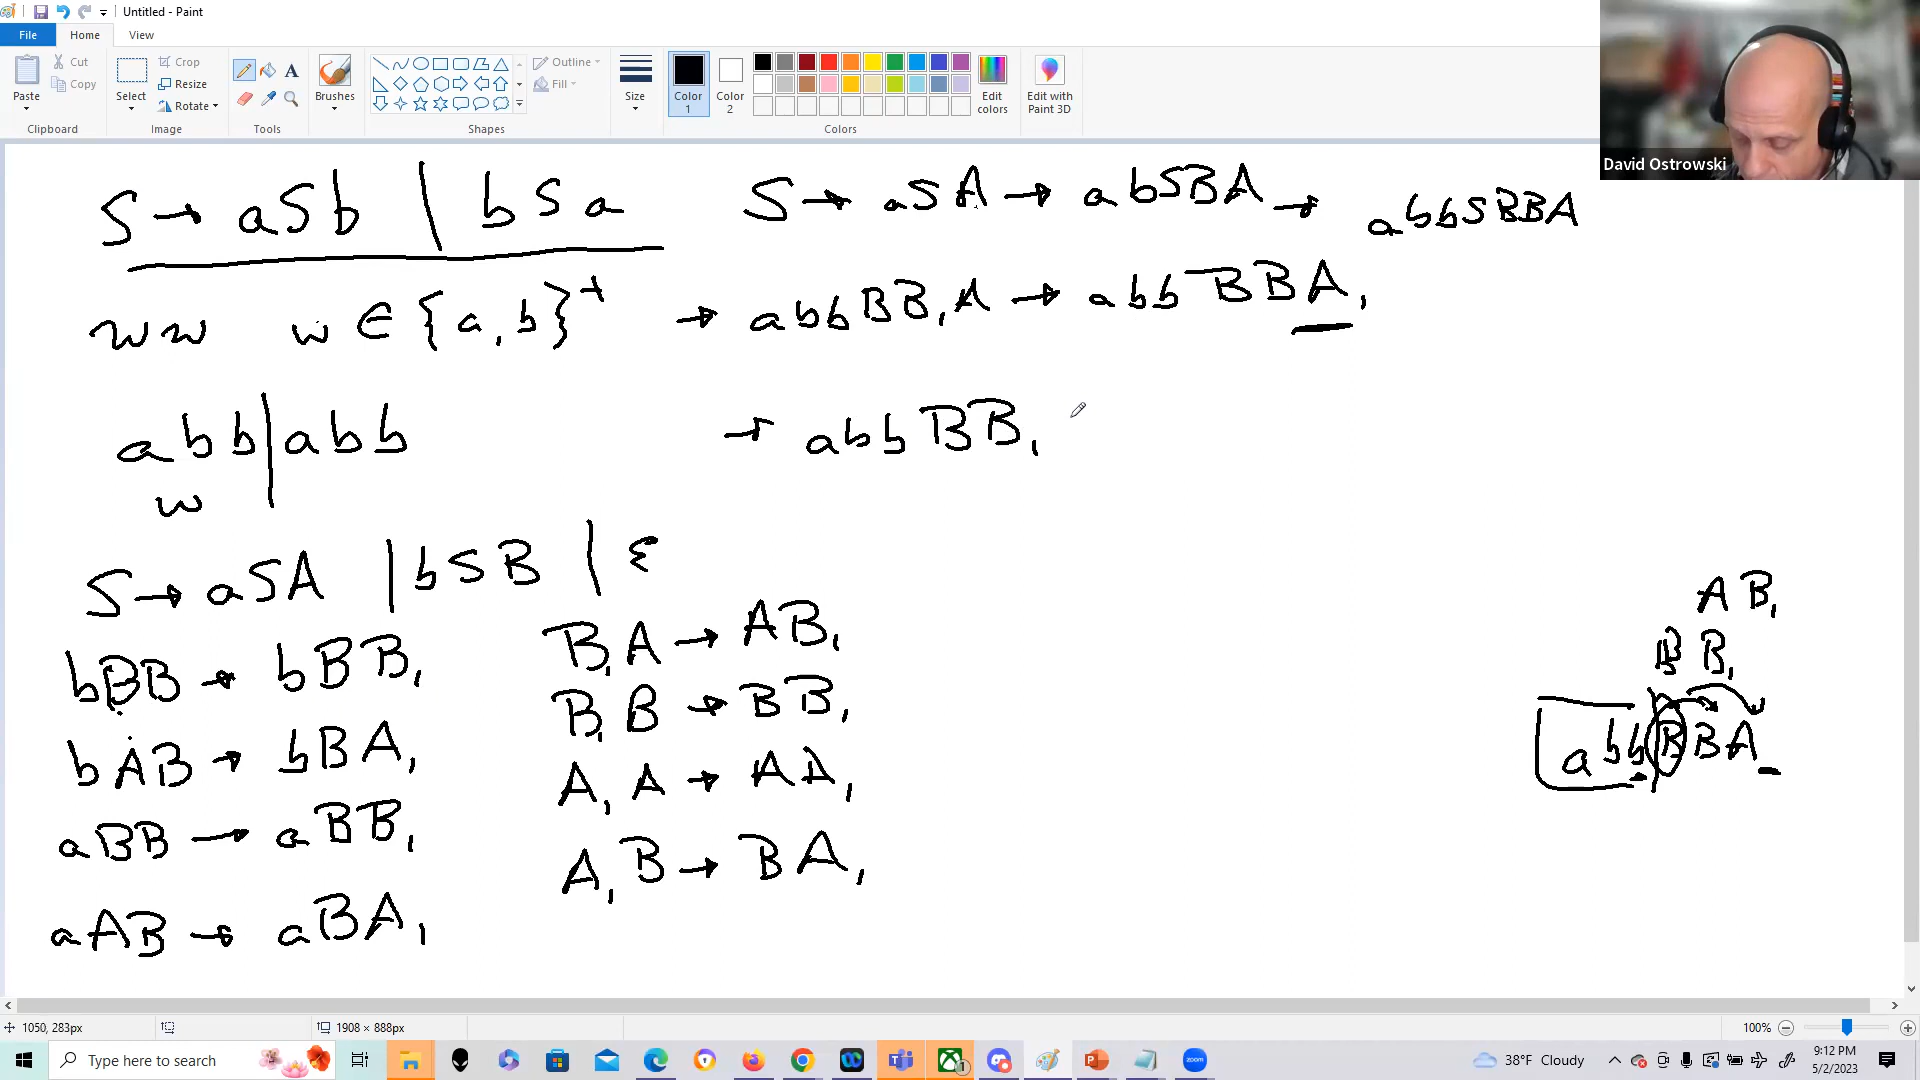 Untitled - Paint
File Home View
Cut
Copy
Paste
Clipboard
Select
Crop
Resize
Rotate
Image
Tools
Brushes
Shapes
Outline
Fill
Size
Color 1
Color 2
Colors
Edit colors
Edit with Paint 3D
David Ostrowski
S → aSb | bSa
S → aSA → abSBA → abbSBBA
ww w ∈ {a, b}+
→ abbBB₁A → abbBBA₁
abb|abb
→ abbBB₁
w
S → aSA | bSB | ε
bBB → bBB₁
B₁A → AB₁
bAB → bBA₁
B₁B → BB₁
aBB → aBB₁
A₁A → AA₁
aAB → aBA₁
A₁B → BA₁
AB₁
BB₁
abbBBA
1050, 283px
1908 × 888px
100%
Type here to search
38°F Cloudy
9:12 PM
5/2/2023